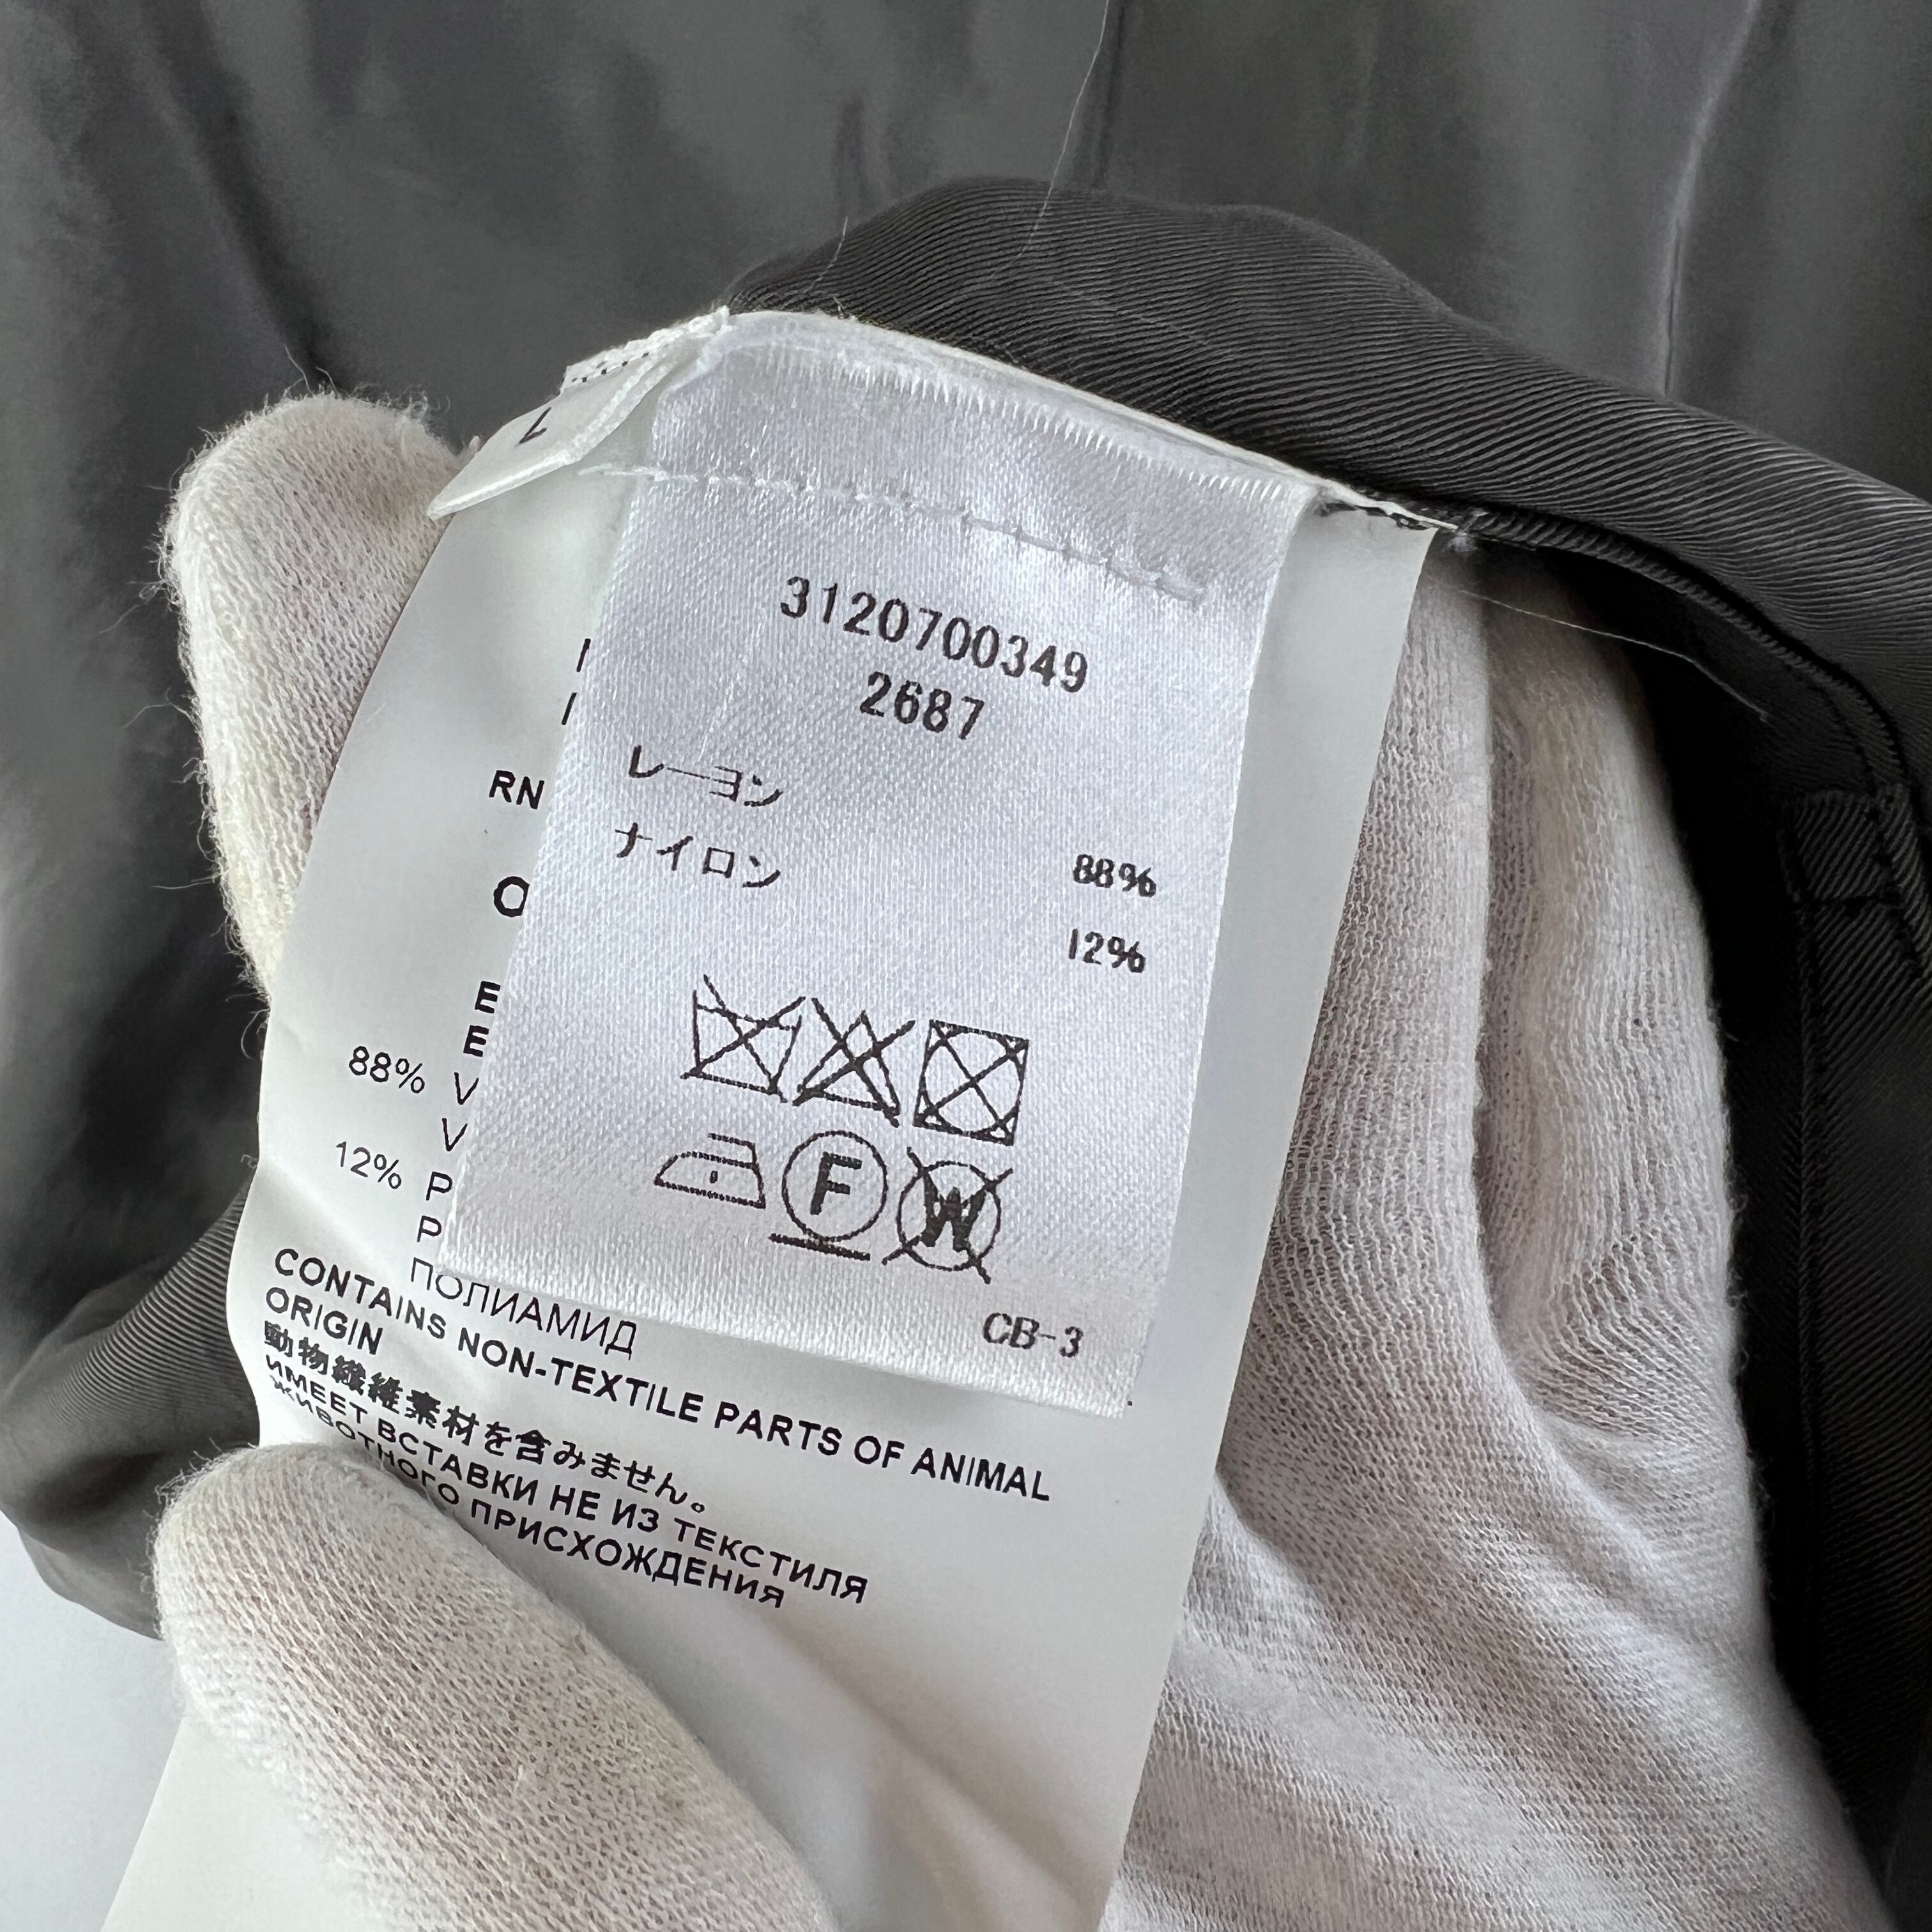 3120700349
2687
レーヨン
ナイロン
88%
12%
F W
CB-3
RN
88%
12%
ПОЛИАМИД
CONTAINS NON-TEXTILE PARTS OF ANIMAL
ORIGIN
動物繊維素材を含みません。
ИМЕЕТ ВСТАВКИ НЕ ИЗ ТЕКСТИЛЯ
ЖИВОТНОГО ПРОИСХОЖДЕНИЯ